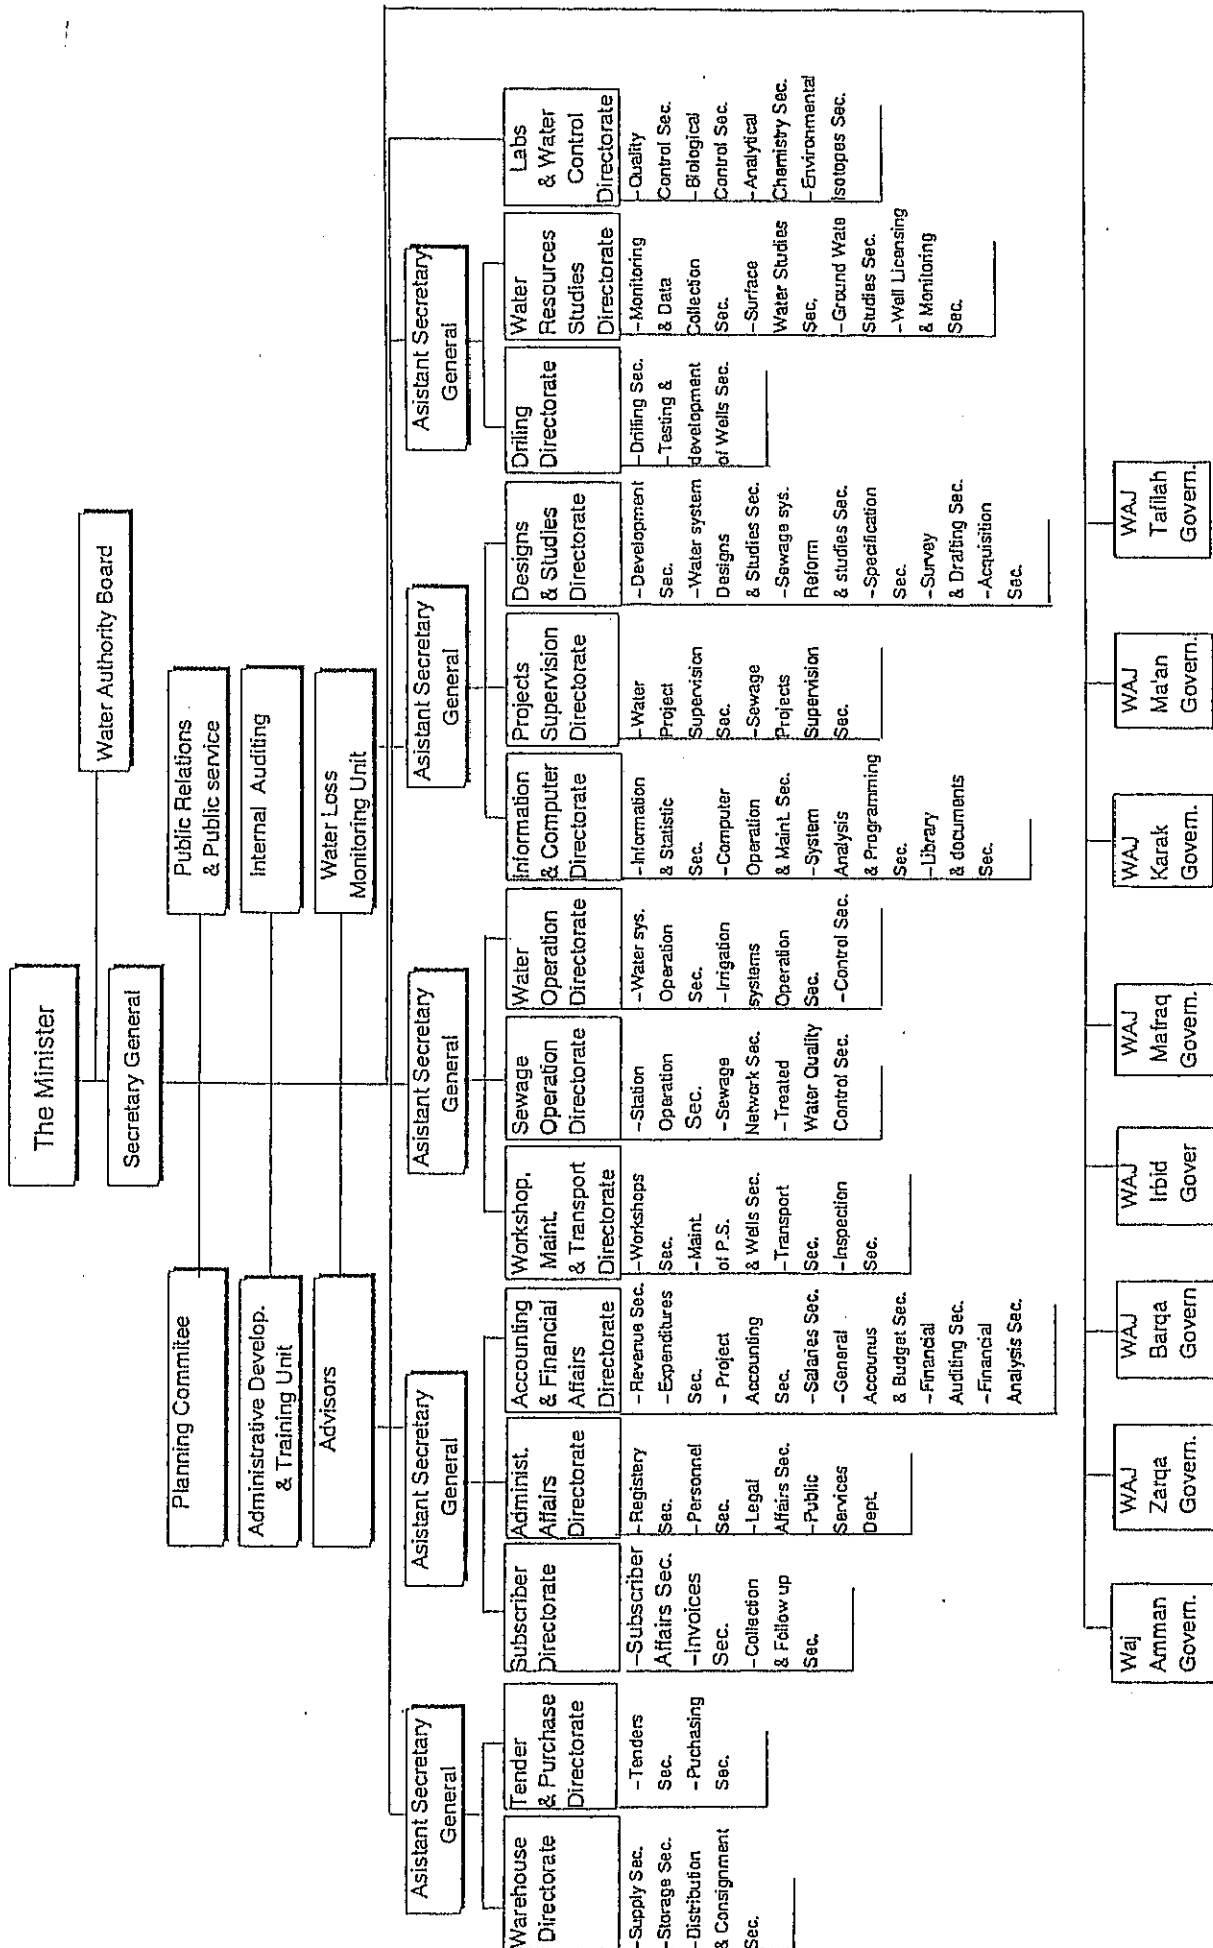 The Minister
Water Authority Board
Secretary General
Planning Commitee
Public Relations
& Public service
Administrative Develop.
& Training Unit
Internal Auditing
Advisors
Water Loss
Monitoring Unit
Asistant Secretary
General
Asistant Secretary
General
Asistant Secretary
General
Asistant Secretary
General
Asistant Secretary
General
Warehouse
Directorate
-Supply Sec.
-Storage Sec.
-Distribution
& Consignment
Sec.
Tender
& Purchase
Directorate
-Tenders
Sec.
-Puchasing
Sec.
Subscriber
Directorate
-Subscriber
Affairs Sec.
-Invoices
Sec.
-Collection
& Follow up
Sec.
Administ.
Affairs
Directorate
-Registery
Sec.
-Personnel
Sec.
-Legal
Affairs Sec.
-Public
Services
Dept.
Accounting
& Financial
Affairs
Directorate
-Revenue Sec.
-Expenditures
Sec.
-Project
Accounting
Sec.
-Salaries Sec.
-General
Accounus
& Budget Sec.
-Financial
Auditing Sec.
-Financial
Analysis Sec.
Workshop,
Maint.
& Transport
Directorate
-Workshops
Sec.
-Maint.
of P.S.
& Wells Sec.
-Transport
Sec.
-Inspection
Sec.
Sewage
Operation
Directorate
-Station
Operation
Sec.
-Sewage
Network Sec.
-Treated
Water Quality
Control Sec.
Water
Operation
Directorate
-Water sys.
Operation
Sec.
-Irrigation
systems
Operation
Sec.
-Control Sec.
Information
& Computer
Directorate
-Information
& Statistic
Sec.
-Computer
Operation
& Maint. Sec.
-System
Analysis
& Programming
Sec.
-Library
& documents
Sec.
Projects
Supervision
Directorate
-Water
Project
Supervision
Sec.
-Sewage
Projects
Supervision
Sec.
Designs
& Studies
Directorate
-Development
Sec.
-Water system
Designs
& Studies Sec.
-Sewage sys.
Reform
& studies Sec.
-Specification
Sec.
-Survey
& Drafting Sec.
-Acquisition
Sec.
Driling
Directorate
-Drilling Sec.
-Testing &
development
of Wells Sec.
Water
Resources
Studies
Directorate
-Monitoring
& Data
Collection
Sec.
-Surface
Water Studies
Sec,
-Ground Wate
Studies Sec.
-Well Licensing
& Monitoring
Sec.
Labs
& Water
Control
Directorate
-Quality
Control Sec.
-Biological
Control Sec.
-Analytical
Chemistry Sec.
-Environmental
isotopes Sec.
Waj
Amman
Govern.
WAJ
Zarqa
Govern.
WAJ
Barqa
Govern
WAJ
Irbid
Gover
WAJ
Mafraq
Govern.
WAJ
Karak
Govern.
WAJ
Ma'an
Govern.
WAJ
Tafilah
Govern.